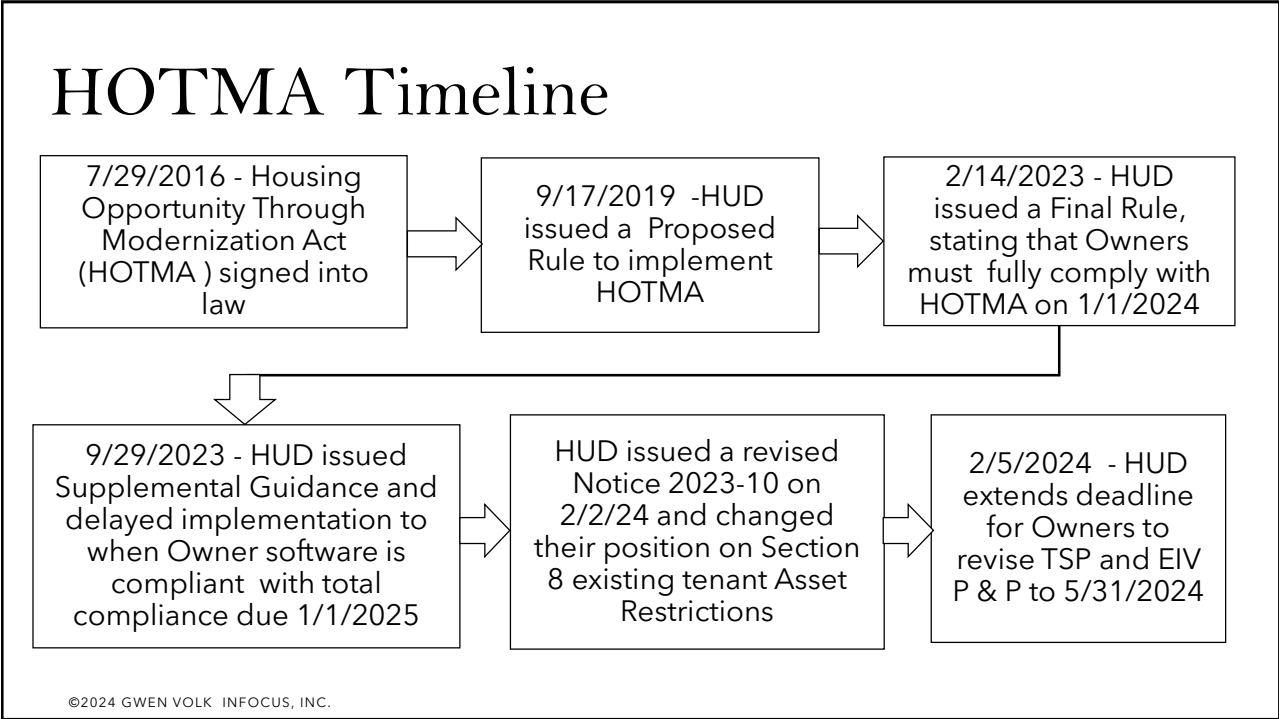 HOTMA Timeline
7/29/2016 - Housing
Opportunity Through
Modernization Act
(HOTMA ) signed into
law
9/17/2019  -HUD
issued a  Proposed
Rule to implement
HOTMA
2/14/2023 - HUD
issued a Final Rule,
stating that Owners
must  fully comply with
HOTMA on 1/1/2024
9/29/2023 - HUD issued
Supplemental Guidance and
delayed implementation to
when Owner software is
compliant  with total
compliance due 1/1/2025
HUD issued a revised
Notice 2023-10 on
2/2/24 and changed
their position on Section
8 existing tenant Asset
Restrictions
2/5/2024  - HUD
extends deadline
for Owners to
revise TSP and EIV
P & P to 5/31/2024
©2024 GWEN VOLK  INFOCUS, INC.